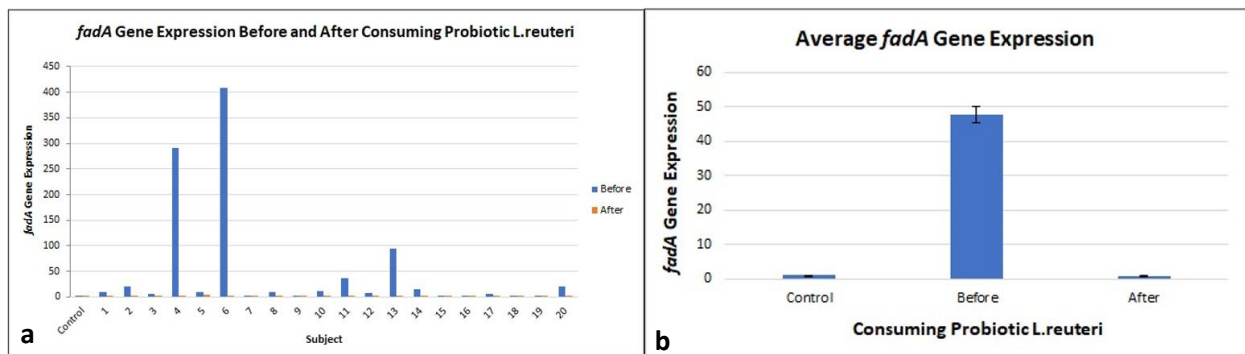 fadA Gene Expression Before and After Consuming Probiotic L.reuteri
450
400
350
300
250
200
150
100
50
0
fadA Gene Expression
Control 1 2 3 4 5 6 7 8 9 10 11 12 13 14 15 16 17 18 19 20
Subject
Before
After
a
Average fadA Gene Expression
60
50
40
30
20
10
0
fadA Gene Expression
Control Before After
Consuming Probiotic L.reuteri
b